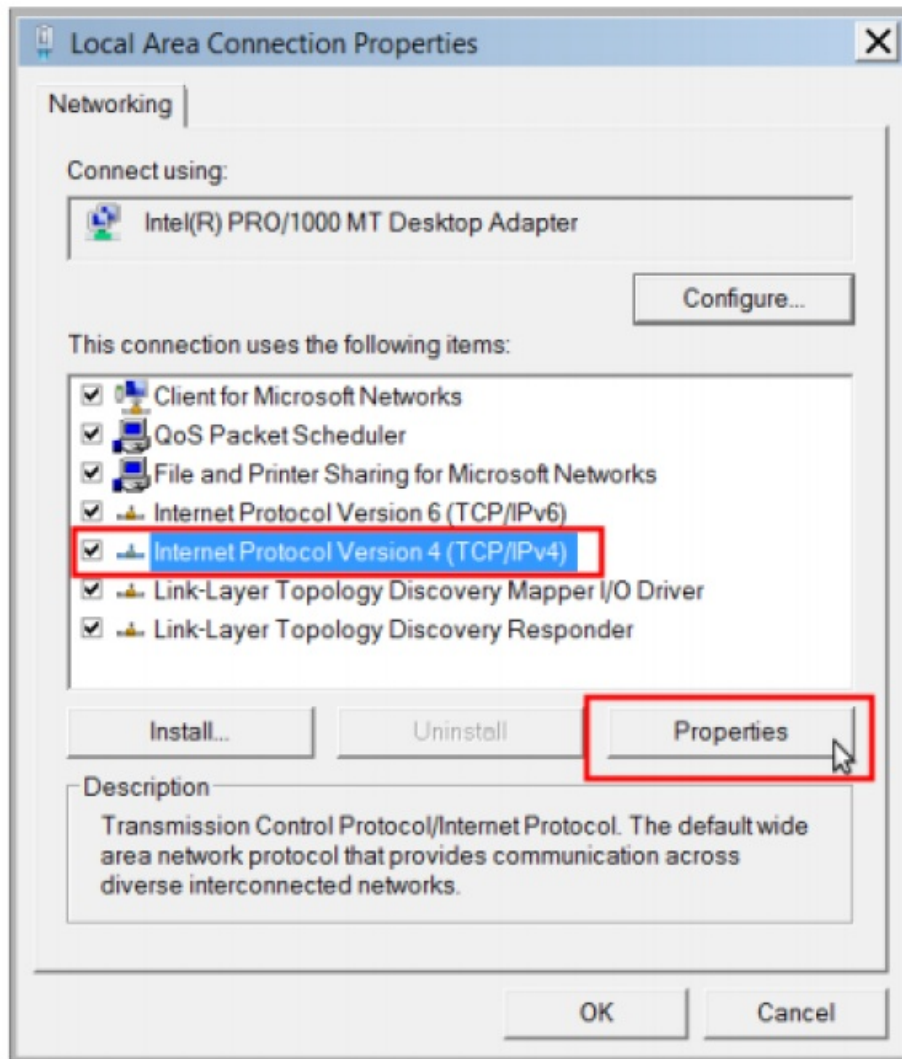 Local Area Connection Properties
Networking
Connect using:
Intel(R) PRO/1000 MT Desktop Adapter
Configure...
This connection uses the following items:
Client for Microsoft Networks
QoS Packet Scheduler
File and Printer Sharing for Microsoft Networks
Internet Protocol Version 6 (TCP/IPv6)
Internet Protocol Version 4 (TCP/IPv4)
Link-Layer Topology Discovery Mapper I/O Driver
Link-Layer Topology Discovery Responder
Install... Uninstall Properties
Description
Transmission Control Protocol/Internet Protocol. The default wide
area network protocol that provides communication across
diverse interconnected networks.
OK Cancel